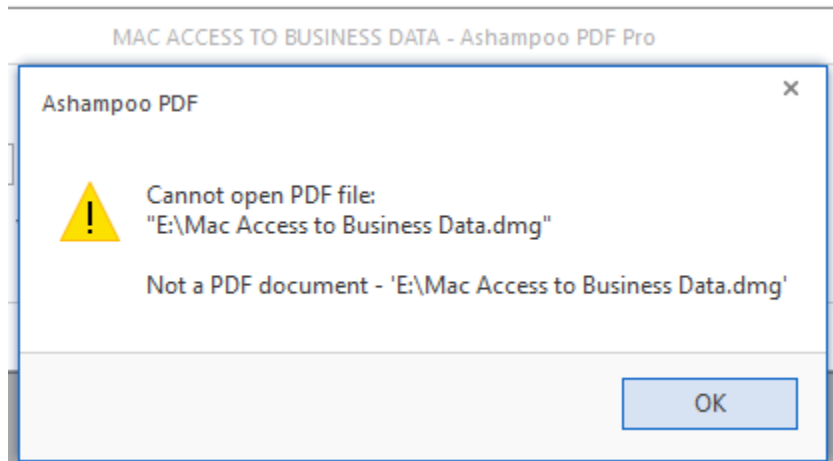 MAC ACCESS TO BUSINESS DATA - Ashampoo PDF Pro
Ashampoo PDF
Cannot open PDF file:
"E:\Mac Access to Business Data.dmg"
Not a PDF document - 'E:\Mac Access to Business Data.dmg'
OK